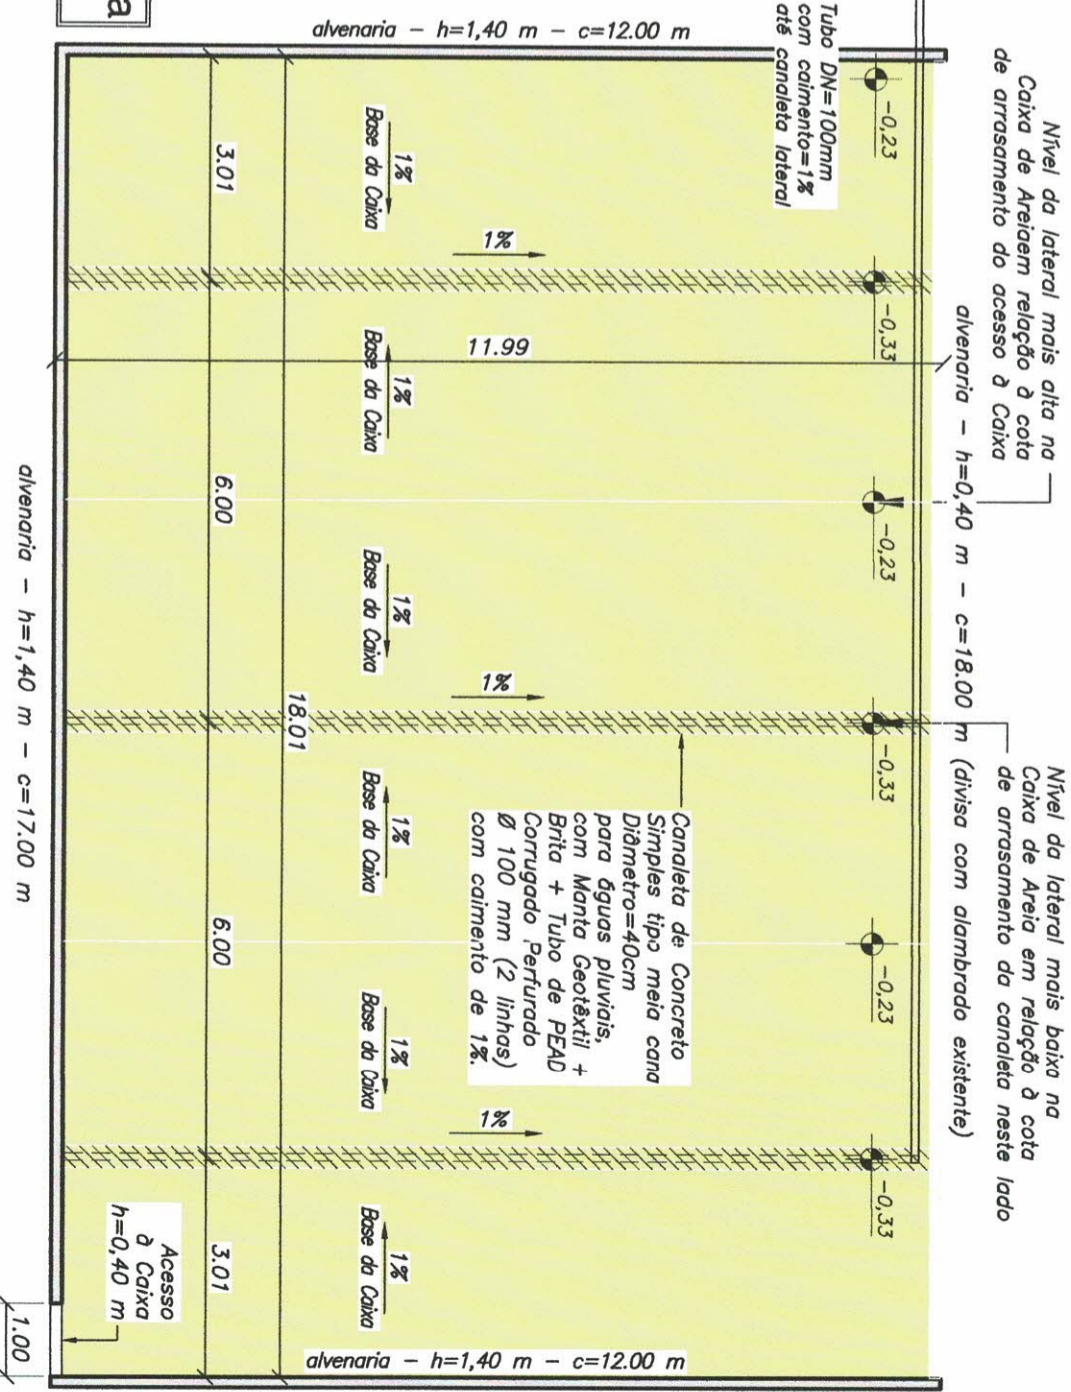 Nível da lateral mais alta na
Caixa de Areiaem relação à cota
de arrasamento do acesso à Caixa
Nível da lateral mais baixa na
Caixa de Areia em relação à cota
de arrasamento da canaleta neste lado
alvenaria - h=0,40 m - c=18.00 m (divisa com alambrado existente)
alvenaria - h=1,40 m - c=12.00 m
Tubo DN=100mm
com caimento=1%
até canaleta lateral
-0,23
-0,33
-0,23
-0,33
-0,23
-0,33
1%
1%
1%
11.99
Canaleta de Concreto
Simples tipo meia cana
Diâmetro=40cm
para águas pluviais,
com Manta Geotêxtil +
Brita + Tubo de PEAD
Corrugado Perfurado
Ø 100 mm (2 linhas)
com caimento de 1%.
1%
Base da Caixa
1%
Base da Caixa
1%
Base da Caixa
1%
Base da Caixa
1%
Base da Caixa
1%
Base da Caixa
18.01
3.01
6.00
6.00
3.01
Acesso
à Caixa
h=0,40 m
1.00
alvenaria - h=1,40 m - c=17.00 m
alvenaria - h=1,40 m - c=12.00 m
a